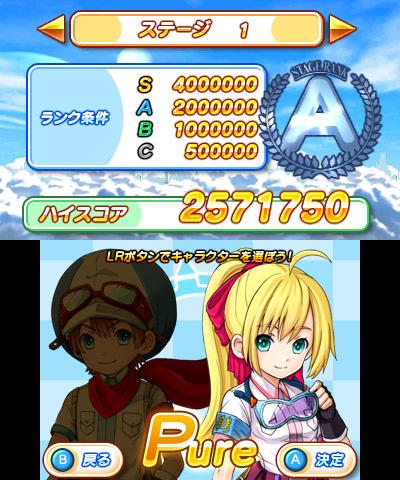 ステージ 1
ランク条件
S 4000000
A 2000000
B 1000000
C 500000
STAGE RANK
A
ハイスコア 2571750
LRボタンでキャラクターを選ぼう!
Pure
B 戻る
A 決定